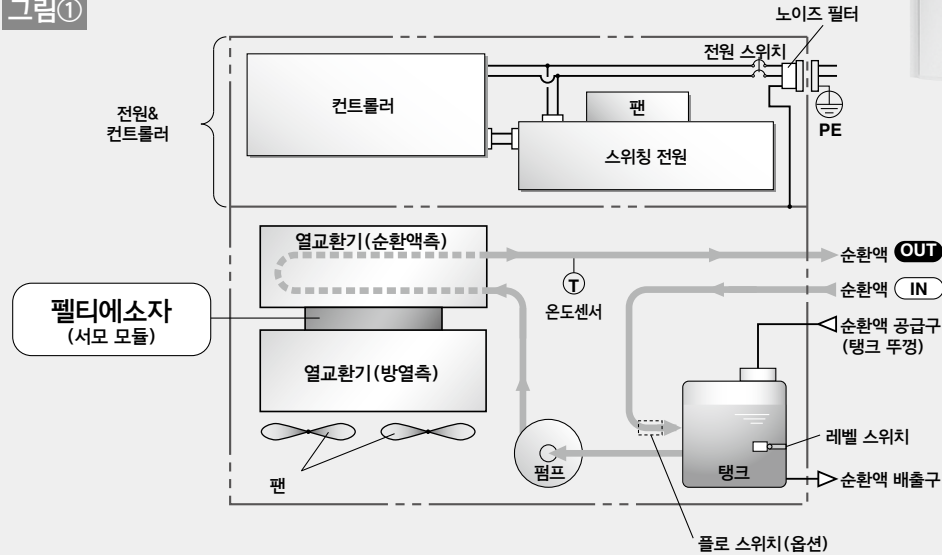 그림①
노이즈 필터
전원 스위치
컨트롤러
팬
전원&
컨트롤러
스위칭 전원
PE
열교환기(순환액측)
순환액 OUT
T
온도센서
순환액 IN
펠티에소자
(서모 모듈)
순환액 공급구
(탱크 뚜껑)
열교환기(방열측)
레벨 스위치
펌프
탱크
순환액 배출구
팬
플로 스위치(옵션)